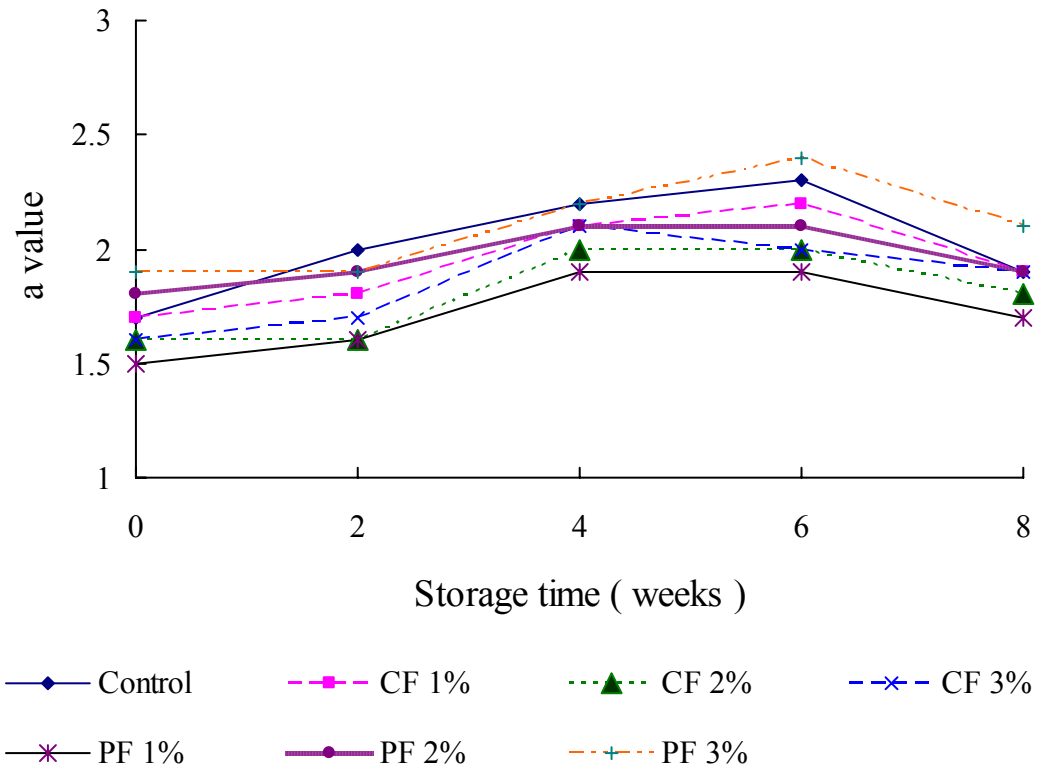 3
2.5
2
1.5
1
a value
0 2 4 6 8
Storage time ( weeks )
Control CF 1% CF 2% CF 3%
PF 1% PF 2% PF 3%